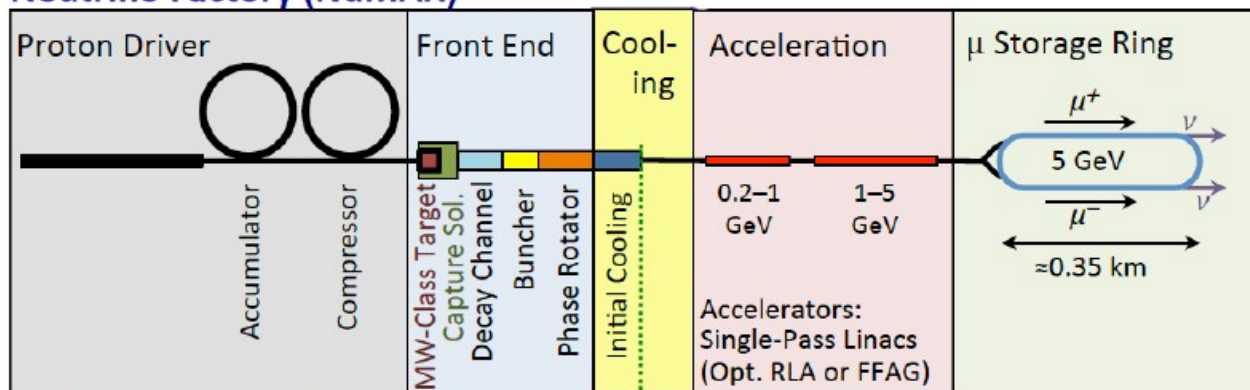 Proton Driver
Accumulator
Compressor
Front End
MW-Class Target
Capture Sol.
Decay Channel
Buncher
Phase Rotator
Cool-
ing
Initial Cooling
Acceleration
0.2–1
GeV
1–5
GeV
Accelerators:
Single-Pass Linacs
(Opt. RLA or FFAG)
μ Storage Ring
μ+
ν
5 GeV
ν
μ−
≈0.35 km